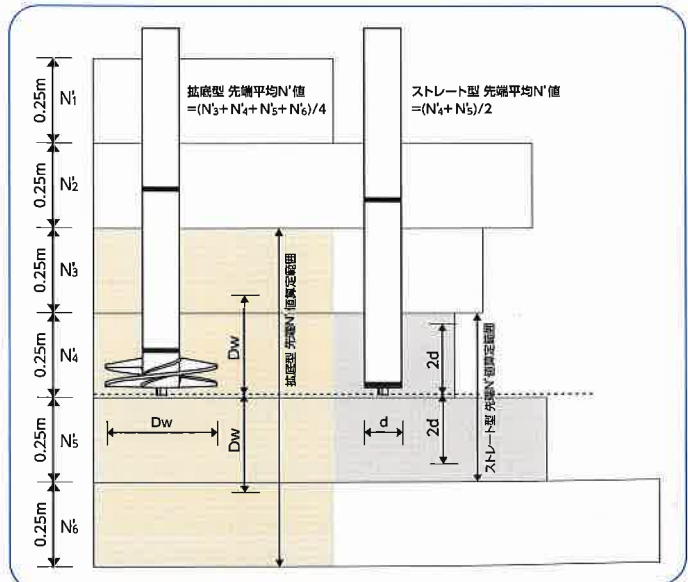 拡底型 先端平均N'値
=(N'3+N'4+N'5+N'6)/4
ストレート型 先端平均N'値
=(N'4+N'5)/2
0.25m N'1
0.25m N'2
0.25m N'3
0.25m N'4
0.25m N'5
0.25m N'6
拡底型 先端N'値算定範囲
ストレート型 先端N'値算定範囲
Dw
Dw
Dw
2d
2d
d